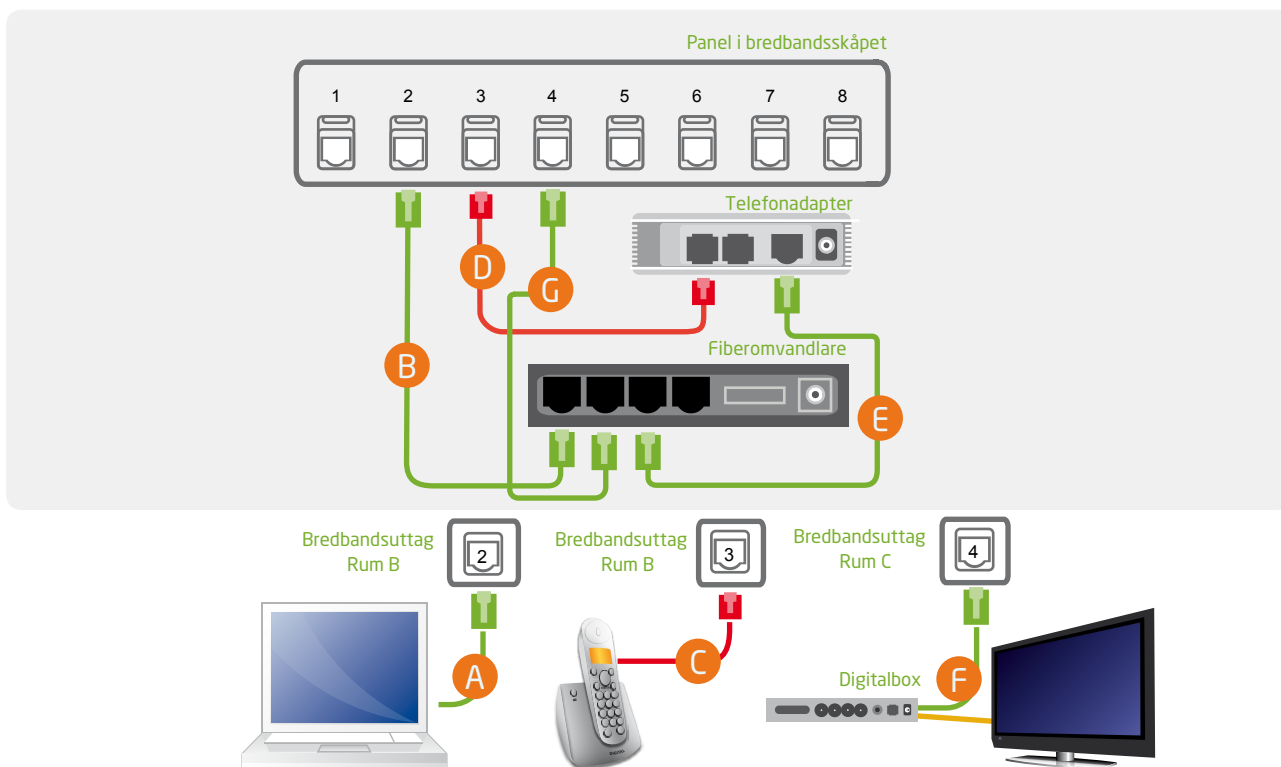 Panel i bredbandsskåpet
1 2 3 4 5 6 7 8
Telefonadapter
D
G
Fiberomvandlare
B
E
Bredbandsuttag
Rum B
2
Bredbandsuttag
Rum B
3
Bredbandsuttag
Rum C
4
A
C
Digitalbox
F